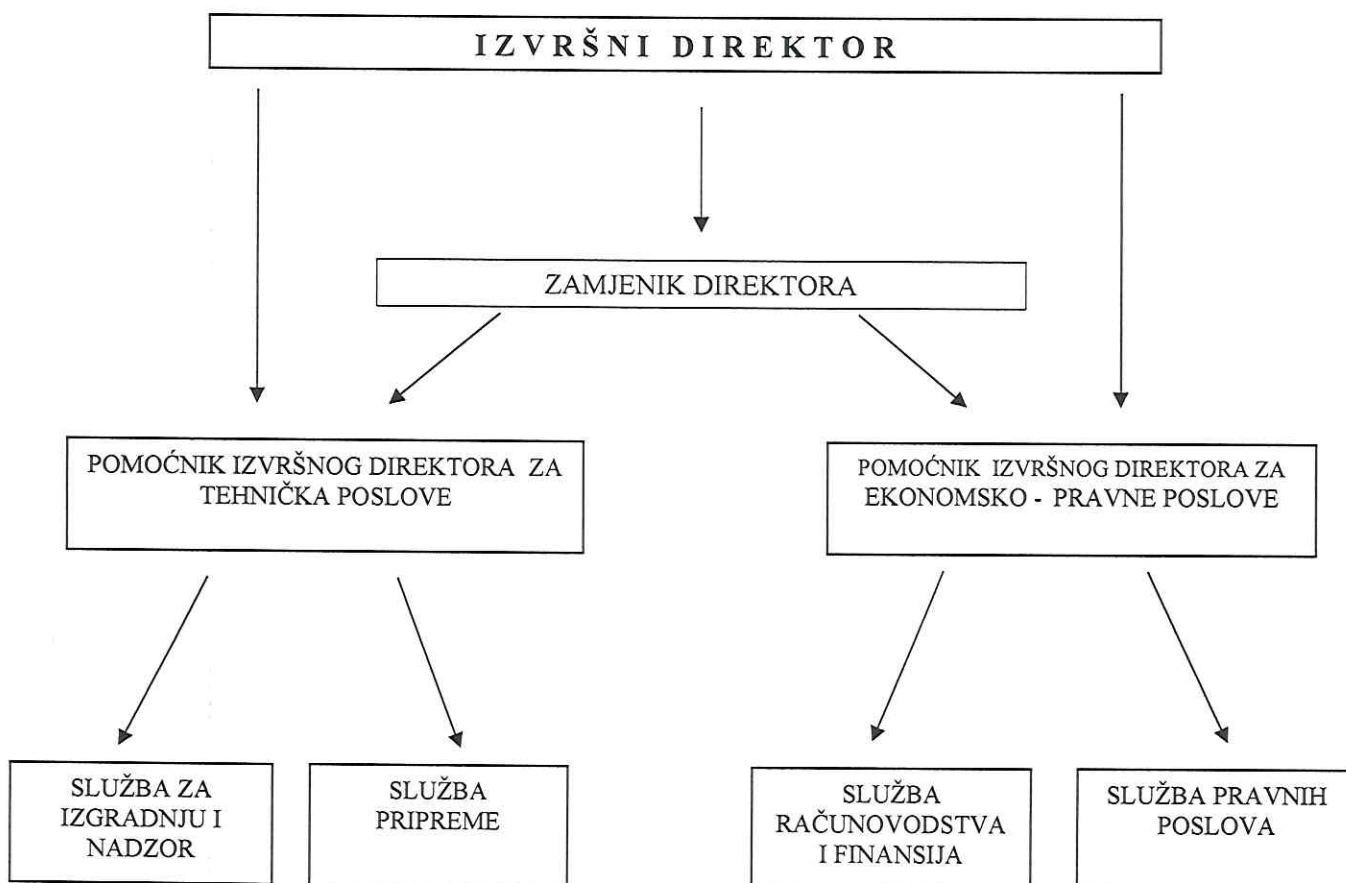 IZVRŠNI DIREKTOR
ZAMJENIK DIREKTORA
POMOĆNIK IZVRŠNOG DIREKTORA ZA
TEHNIČKA POSLOVE
POMOĆNIK IZVRŠNOG DIREKTORA ZA
EKONOMSKO - PRAVNE POSLOVE
SLUŽBA ZA
IZGRADNJU I
NADZOR
SLUŽBA
PRIPREME
SLUŽBA
RAČUNOVODSTVA
I FINANSIJA
SLUŽBA PRAVNIH
POSLOVA